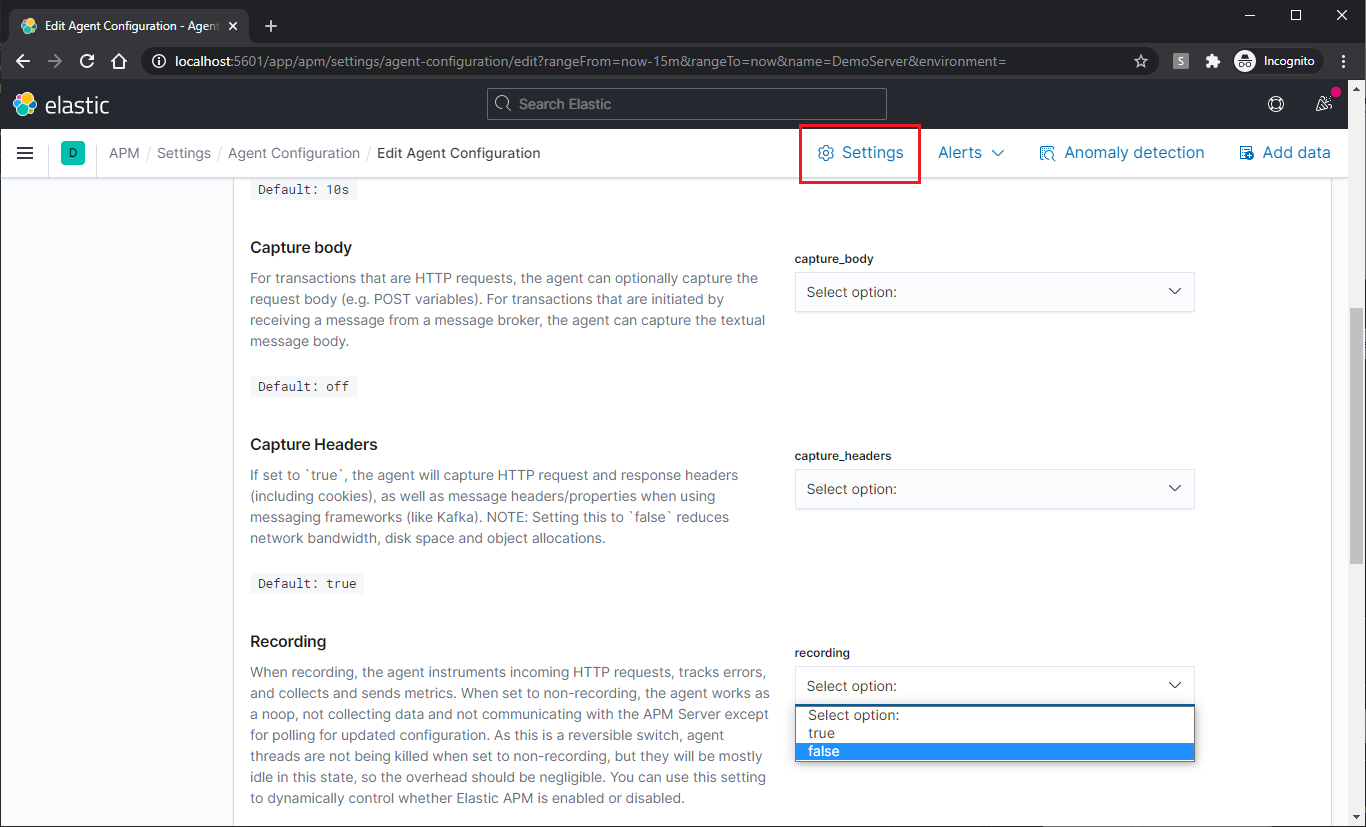 Edit Agent Configuration - Agent
localhost:5601/app/apm/settings/agent-configuration/edit?rangeFrom=now-15m&rangeTo=now&name=DemoServer&environment=
S
Incognito
elastic
Search Elastic
D
APM / Settings / Agent Configuration / Edit Agent Configuration
Settings
Alerts
Anomaly detection
Add data
Default: 10s
Capture body
For transactions that are HTTP requests, the agent can optionally capture the
request body (e.g. POST variables). For transactions that are initiated by
receiving a message from a message broker, the agent can capture the textual
message body.
Default: off
capture_body
Select option:
Capture Headers
If set to `true`, the agent will capture HTTP request and response headers
(including cookies), as well as message headers/properties when using
messaging frameworks (like Kafka). NOTE: Setting this to `false` reduces
network bandwidth, disk space and object allocations.
Default: true
capture_headers
Select option:
Recording
When recording, the agent instruments incoming HTTP requests, tracks errors,
and collects and sends metrics. When set to non-recording, the agent works as
a noop, not collecting data and not communicating with the APM Server except
for polling for updated configuration. As this is a reversible switch, agent
threads are not being killed when set to non-recording, but they will be mostly
idle in this state, so the overhead should be negligible. You can use this setting
to dynamically control whether Elastic APM is enabled or disabled.
recording
Select option:
Select option:
true
false